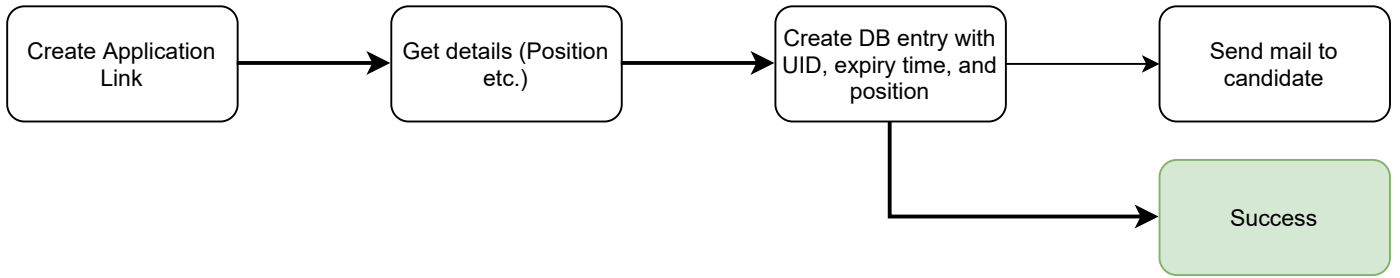 Create Application
Link
Get details (Position
etc.)
Create DB entry with
UID, expiry time, and
position
Send mail to
candidate
Success